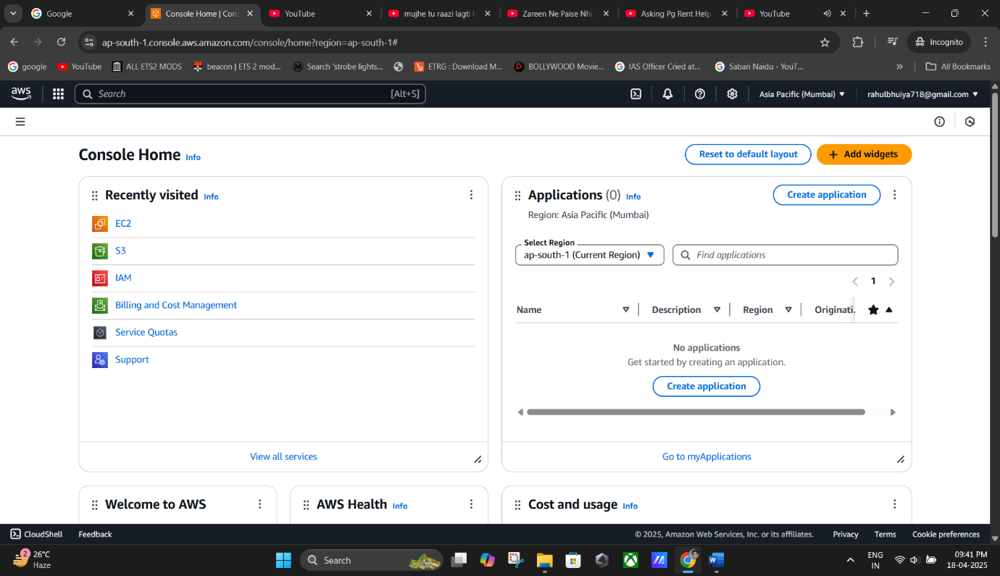 Google
Console Home | Con
YouTube
mujhe tu raazi lagti h
Zareen Ne Paise Nhi
Asking Pg Rent Help
YouTube
ap-south-1.console.aws.amazon.com/console/home?region=ap-south-1#
Incognito
google
YouTube
ALL ETS2 MODS
beacon | ETS 2 mod...
Search 'strobe lights...
ETRG : Download M...
BOLLYWOOD Movie...
IAS Officer Cried at...
Sabari Naidu - YouT...
All Bookmarks
aws
Search
[Alt+S]
Asia Pacific (Mumbai)
rahulbhuiya718@gmail.com
Console Home Info
Reset to default layout
+ Add widgets
Recently visited Info
EC2
S3
IAM
Billing and Cost Management
Service Quotas
Support
View all services
Applications (0) Info
Create application
Region: Asia Pacific (Mumbai)
Select Region
ap-south-1 (Current Region)
Find applications
1
Name
Description
Region
Originati.
No applications
Get started by creating an application.
Create application
Go to myApplications
Welcome to AWS
AWS Health Info
Cost and usage Info
CloudShell
Feedback
© 2025, Amazon Web Services, Inc. or its affiliates.
Privacy
Terms
Cookie preferences
2
26°C
Haze
Search
ENG
IN
09:41 PM
18-04-2025